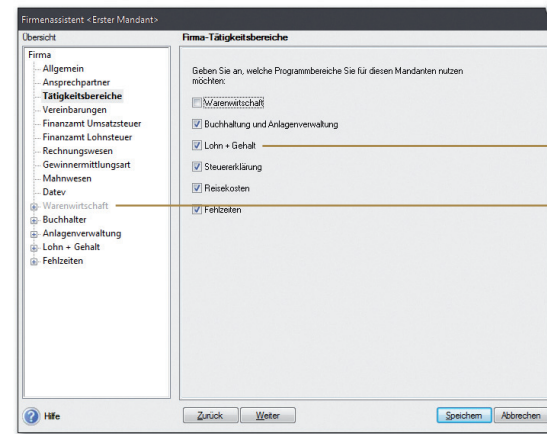 Firmenassistent <Erster Mandant>
Übersicht
Firma-Tätigkeitsbereiche
Firma
Allgemein
Ansprechpartner
Tätigkeitsbereiche
Vereinbarungen
Finanzamt Umsatzsteuer
Finanzamt Lohnsteuer
Rechnungswesen
Gewinnermittlungsart
Mahnwesen
Datev
Warenwirtschaft
Buchhalter
Anlagenverwaltung
Lohn + Gehalt
Fehlzeiten
Geben Sie an, welche Programmbereiche Sie für diesen Mandanten nutzen
möchten:
Warenwirtschaft
Buchhaltung und Anlagenverwaltung
Lohn + Gehalt
Steuererklärung
Reisekosten
Fehlzeiten
Hilfe
Zurück
Weiter
Speichern
Abbrechen